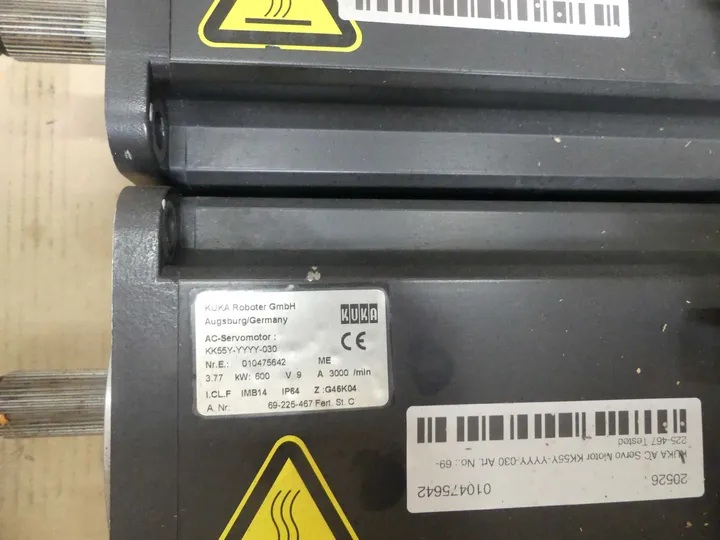 KUKA Roboter GmbH
Augsburg/Germany
KUKA
AC-Servomotor :
KK55Y-YYYY-030
Nr.E.: 010475642 ME
3.77 kW: 600 V 9 A 3000 /min
I.CL.F IMB14 IP64 Z :G46K04
A. Nr: 69-225-467 Fert. St. C
CE
20526
010475642
KUKA AC Servo Motor KK55Y-YYYY-030 Art. No.: 69-
225-467 Tested